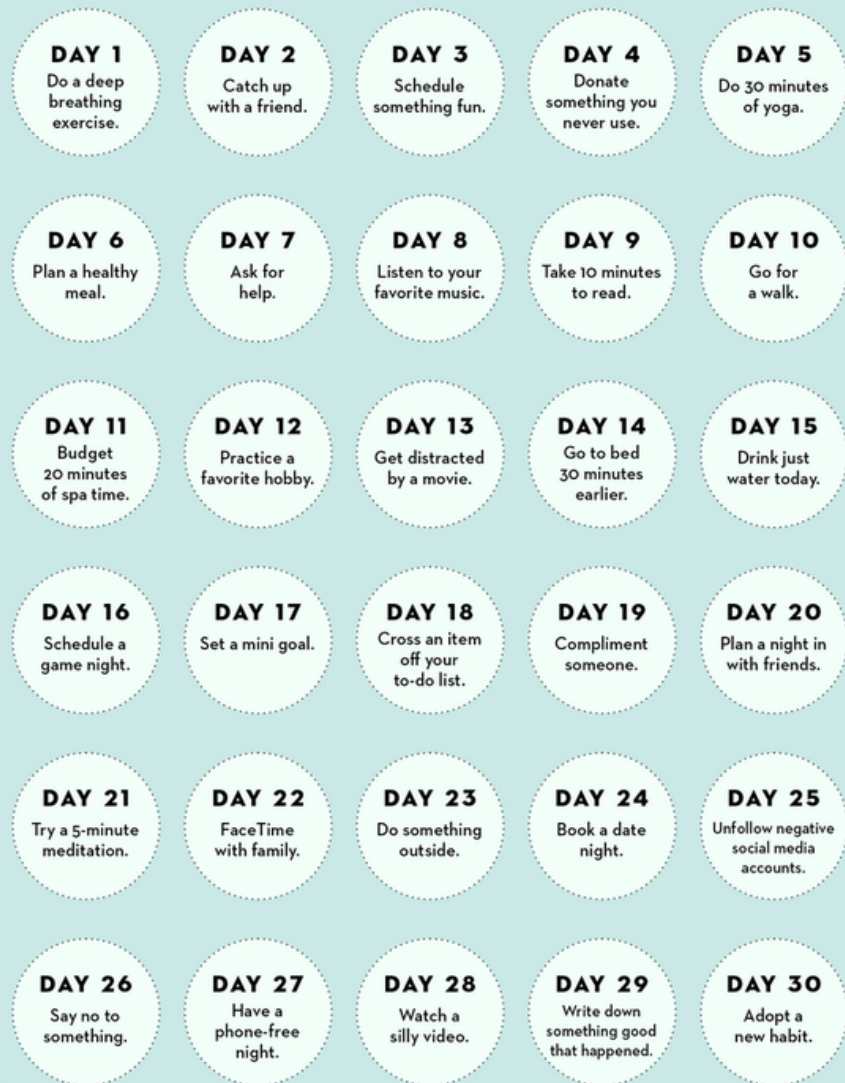 DAY 1
Do a deep
breathing
exercise.
DAY 2
Catch up
with a friend.
DAY 3
Schedule
something fun.
DAY 4
Donate
something you
never use.
DAY 5
Do 30 minutes
of yoga.
DAY 6
Plan a healthy
meal.
DAY 7
Ask for
help.
DAY 8
Listen to your
favorite music.
DAY 9
Take 10 minutes
to read.
DAY 10
Go for
a walk.
DAY 11
Budget
20 minutes
of spa time.
DAY 12
Practice a
favorite hobby.
DAY 13
Get distracted
by a movie.
DAY 14
Go to bed
30 minutes
earlier.
DAY 15
Drink just
water today.
DAY 16
Schedule a
game night.
DAY 17
Set a mini goal.
DAY 18
Cross an item
off your
to-do list.
DAY 19
Compliment
someone.
DAY 20
Plan a night in
with friends.
DAY 21
Try a 5-minute
meditation.
DAY 22
FaceTime
with family.
DAY 23
Do something
outside.
DAY 24
Book a date
night.
DAY 25
Unfollow negative
social media
accounts.
DAY 26
Say no to
something.
DAY 27
Have a
phone-free
night.
DAY 28
Watch a
silly video.
DAY 29
Write down
something good
that happened.
DAY 30
Adopt a
new habit.